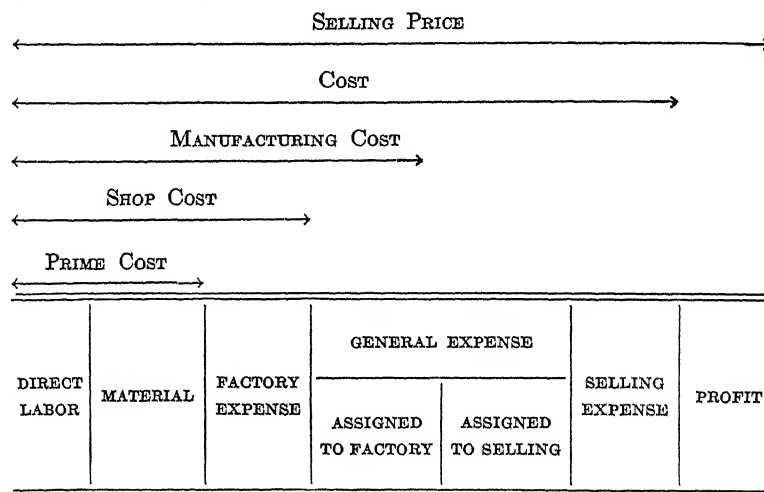 SELLING PRICE
COST
MANUFACTURING COST
SHOP COST
PRIME COST
DIRECT
LABOR
MATERIAL
FACTORY
EXPENSE
GENERAL EXPENSE
ASSIGNED
TO FACTORY
ASSIGNED
TO SELLING
SELLING
EXPENSE
PROFIT